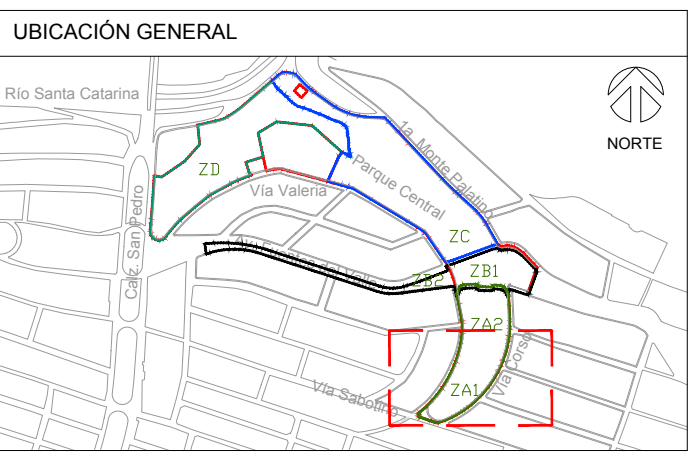 UBICACIÓN GENERAL
Río Santa Catarina
NORTE
1a. Monte Palatino
ZD
Parque Central
Vía Valeria
Calz. San Pedro
ZC
ZB2
ZB1
ZA2
Vía Corso
Vía Sabotino
ZA1